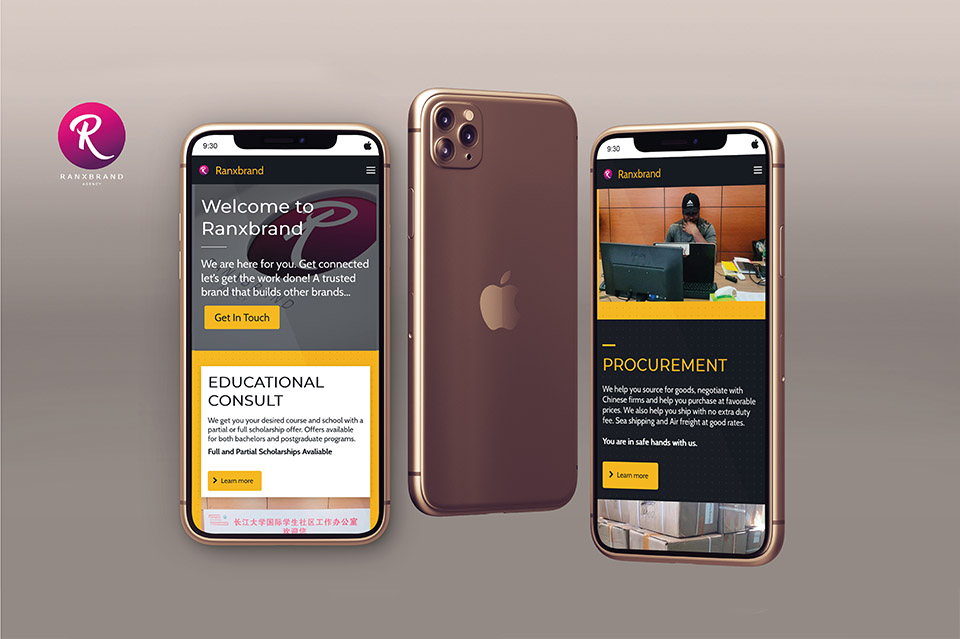 R
RANXBRAND
AGENCY
9:30
Ranxbrand
Welcome to
Ranxbrand
We are here for you. Get connected
let's get the work done! A trusted
brand that builds other brands...
Get In Touch
EDUCATIONAL
CONSULT
We get you your desired course and school with a
partial or full scholarship offer. Offers available
for both bachelors and postgraduate programs.
Full and Partial Scholarships Avaliable
Learn more
长江大学国际学生社区工作办公室
欢迎您
9:30
Ranxbrand
PROCUREMENT
We help you source for goods, negotiate with
Chinese firms and help you purchase at favorable
prices. We also help you ship with no extra duty
fee. Sea shipping and Air freight at good rates.
You are in safe hands with us.
Learn more